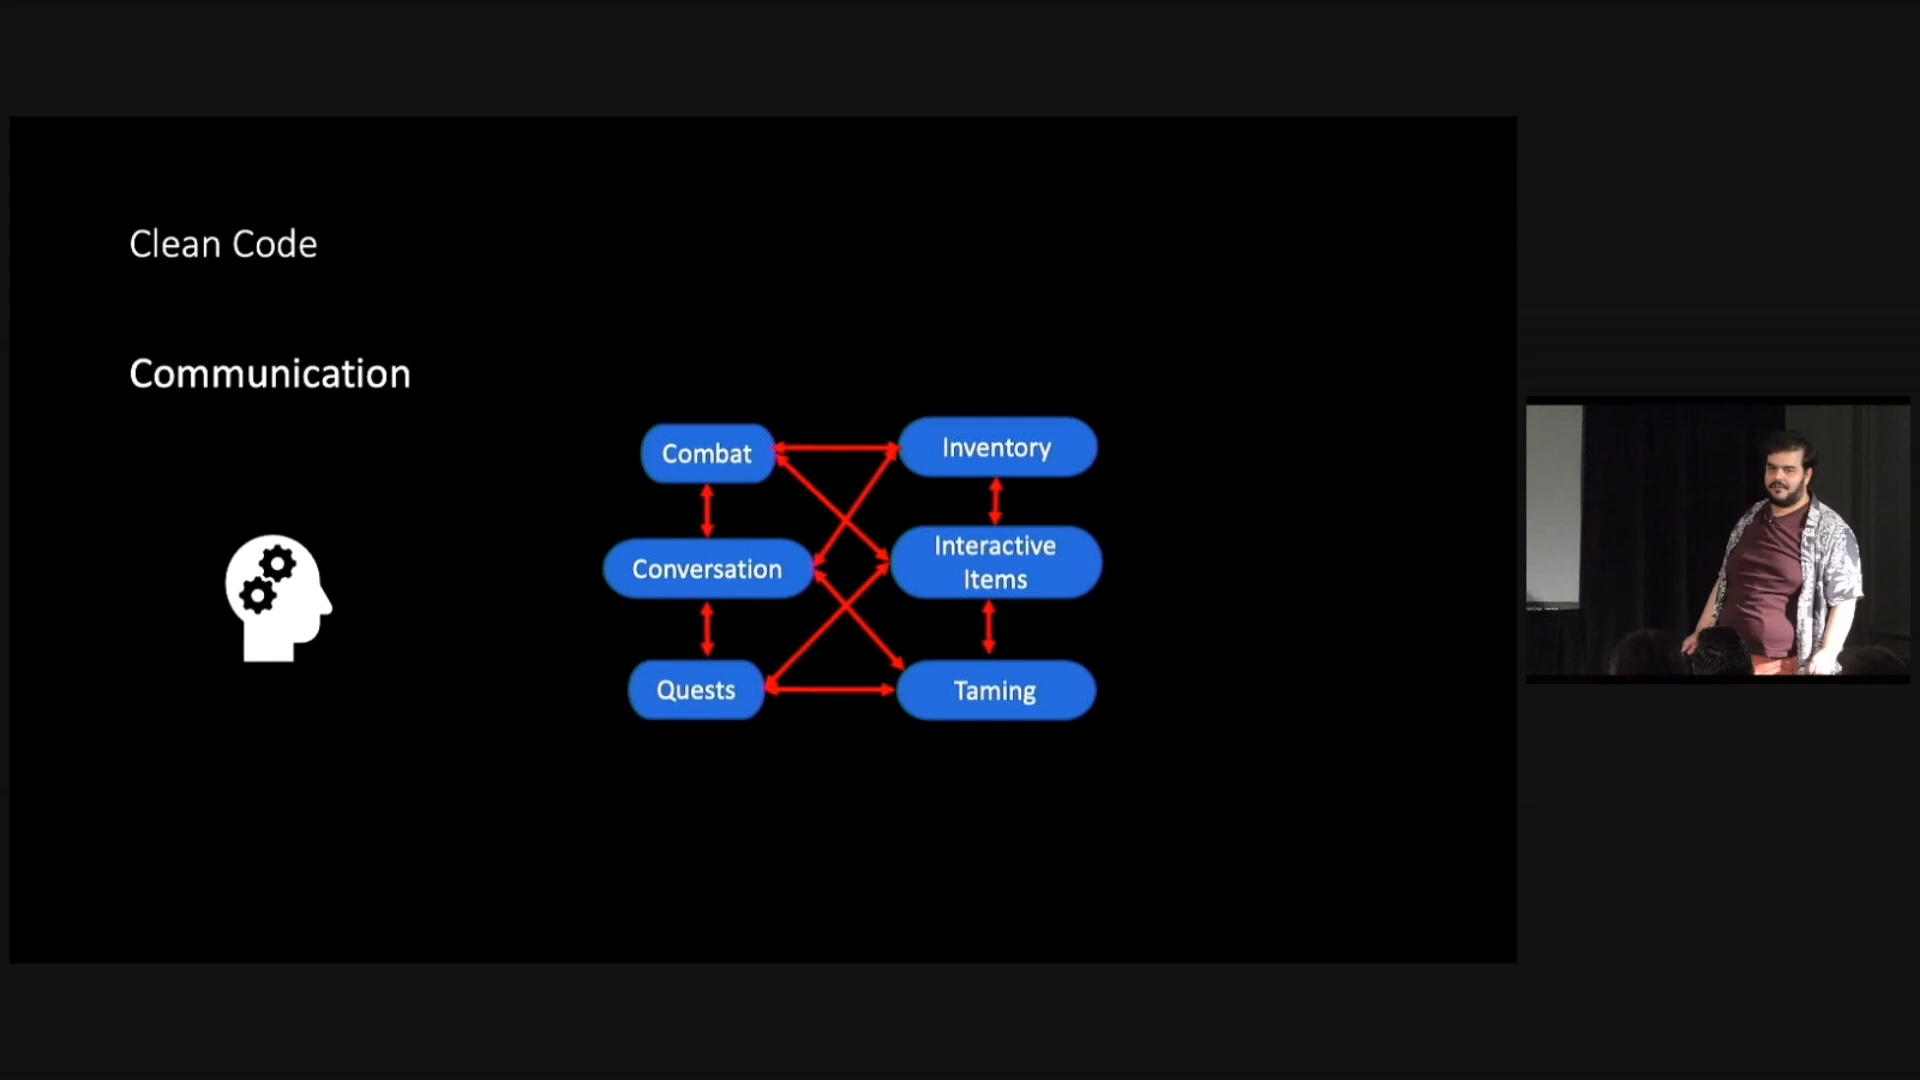 Clean Code
Communication
Combat
Inventory
Conversation
Interactive
Items
Quests
Taming